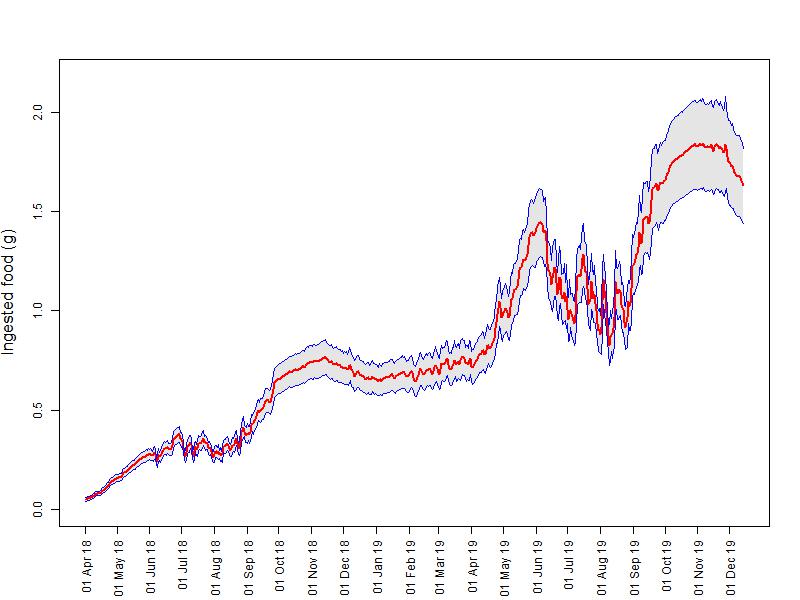 Ingested food (g)
2.0
1.5
1.0
0.5
0.0
01 Apr 18
01 May 18
01 Jun 18
01 Jul 18
01 Aug 18
01 Sep 18
01 Oct 18
01 Nov 18
01 Dec 18
01 Jan 19
01 Feb 19
01 Mar 19
01 Apr 19
01 May 19
01 Jun 19
01 Jul 19
01 Aug 19
01 Sep 19
01 Oct 19
01 Nov 19
01 Dec 19